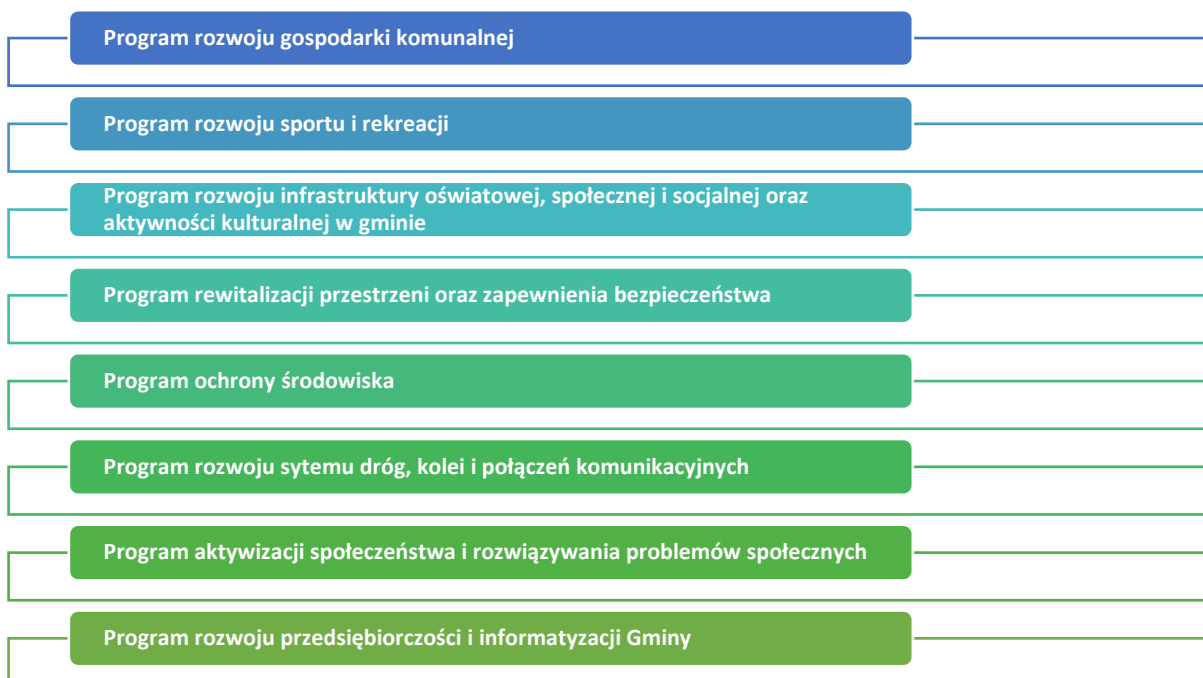 Program rozwoju gospodarki komunalnej
Program rozwoju sportu i rekreacji
Program rozwoju infrastruktury oświatowej, społecznej i socjalnej oraz
aktywności kulturalnej w gminie
Program rewitalizacji przestrzeni oraz zapewnienia bezpieczeństwa
Program ochrony środowiska
Program rozwoju sytemu dróg, kolei i połączeń komunikacyjnych
Program aktywizacji społeczeństwa i rozwiązywania problemów społecznych
Program rozwoju przedsiębiorczości i informatyzacji Gminy